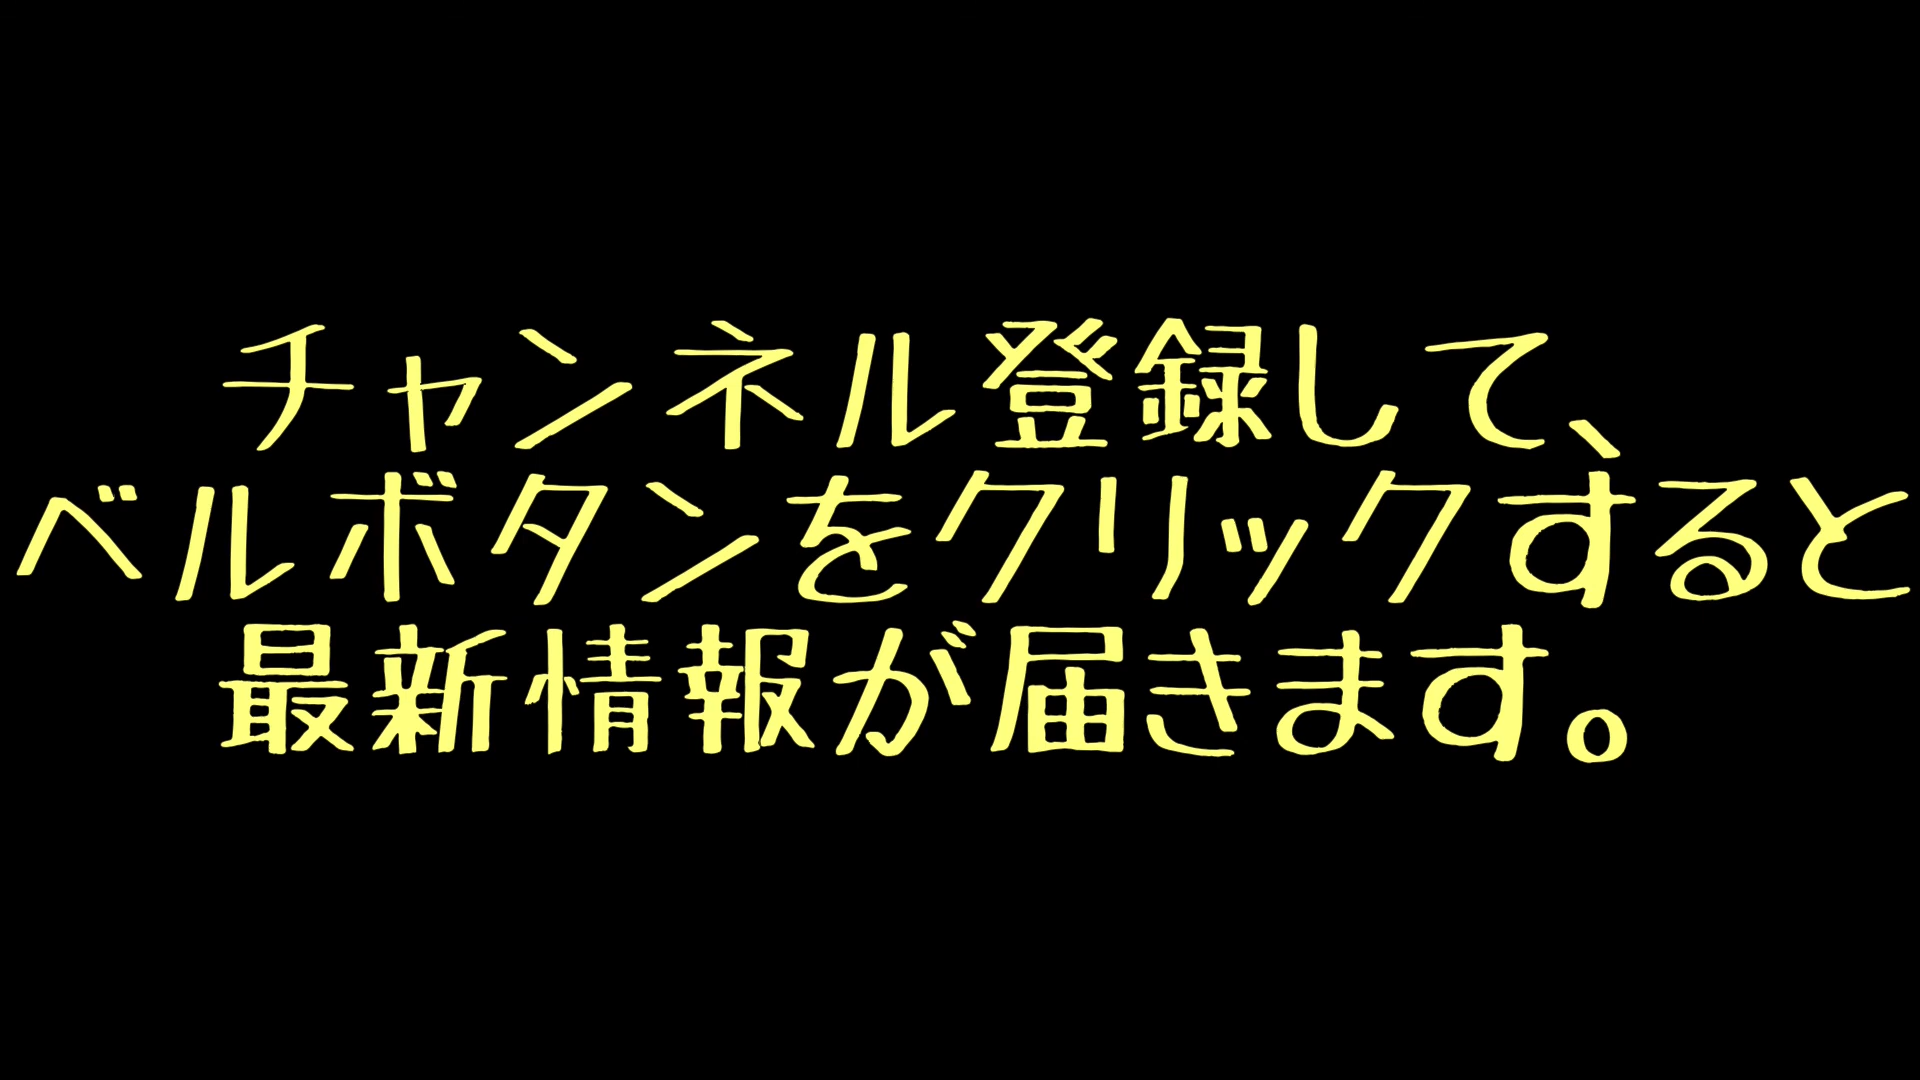 チャンネル登録して、
ベルボタンをクリックすると
最新情報が届きます。